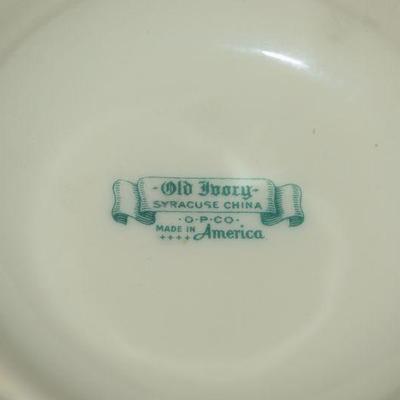 -Old Ivory-
SYRACUSE CHINA
·O·P·CO·
MADE IN America
++++